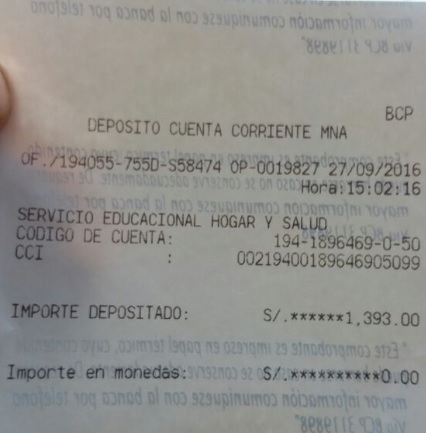 BCP
DEPOSITO CUENTA CORRIENTE MNA
OF./194055-755D-S58474 OP-0019827 27/09/2016
Hora:15:02:16
SERVICIO EDUCACIONAL HOGAR Y SALUD
CODIGO DE CUENTA: 194-1896469-0-50
CCI : 00219400189646905099
IMPORTE DEPOSITADO: S/.******1,393.00
Importe en monedas: S/.**********0.00